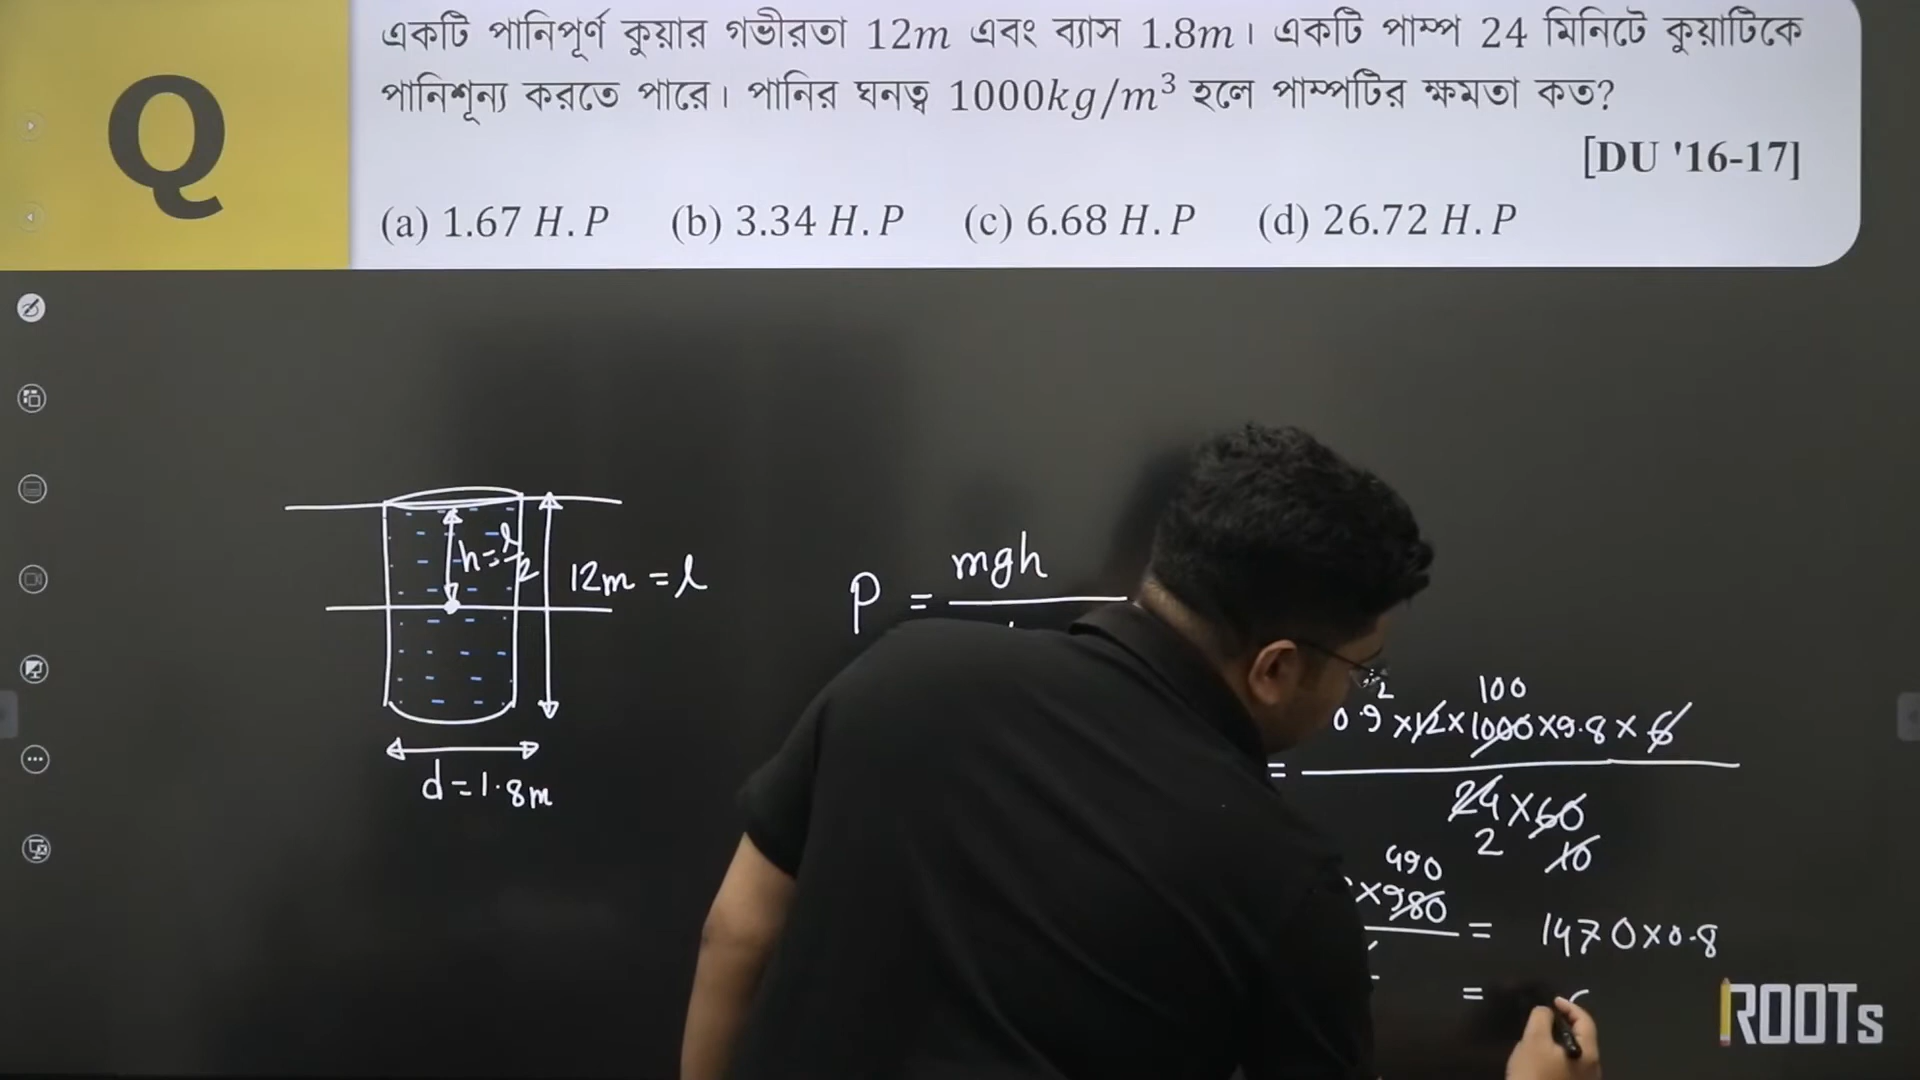 Q
একটি পানিপূর্ণ কুয়ার গভীরতা 12m এবং ব্যাস 1.8m। একটি পাম্প 24 মিনিটে কুয়াটিকে
পানিশূন্য করতে পারে। পানির ঘনত্ব 1000kg/m³ হলে পাম্পটির ক্ষমতা কত?
[DU '16-17]
(a) 1.67 H.P (b) 3.34 H.P (c) 6.68 H.P (d) 26.72 H.P
h=l/2
12m = l
d=1.8m
P = mgh
2 100
0.9 ×12×1000×9.8 × 6
=
24×60
2 10
490
×980
= 1470×0.8
=
ROOTs